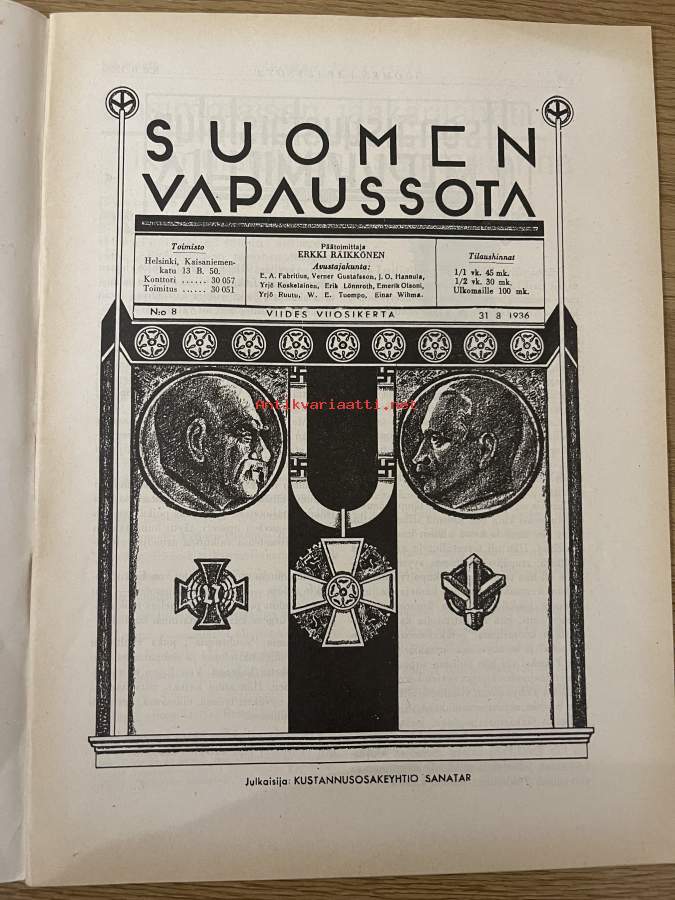 SUOMEN
VAPAUSSOTA
Toimisto
Helsinki, Kaisaniemen-
katu 13 B. 50.
Konttori ...... 30 057
Toimitus ...... 30 051
Päätoimittaja
ERKKI RÄIKKÖNEN
Avustajakunta:
E. A. Fabritius, Verner Gustafsson, J. O. Hannula,
Yrjö Koskelainen, Erik Lönnroth, Emerik Olsoni,
Yrjö Ruutu, W. E. Tuompo, Einar Wihma.
Tilaushinnat
1/1 vk. 45 mk.
1/2 vk. 30 mk.
Ulkomaille 100 mk.
N:o 8
VIIDES VUOSIKERTA
31 8 1936
Antikvariaatti.net
27
Julkaisija: KUSTANNUSOSAKEYHTIO SANATAR